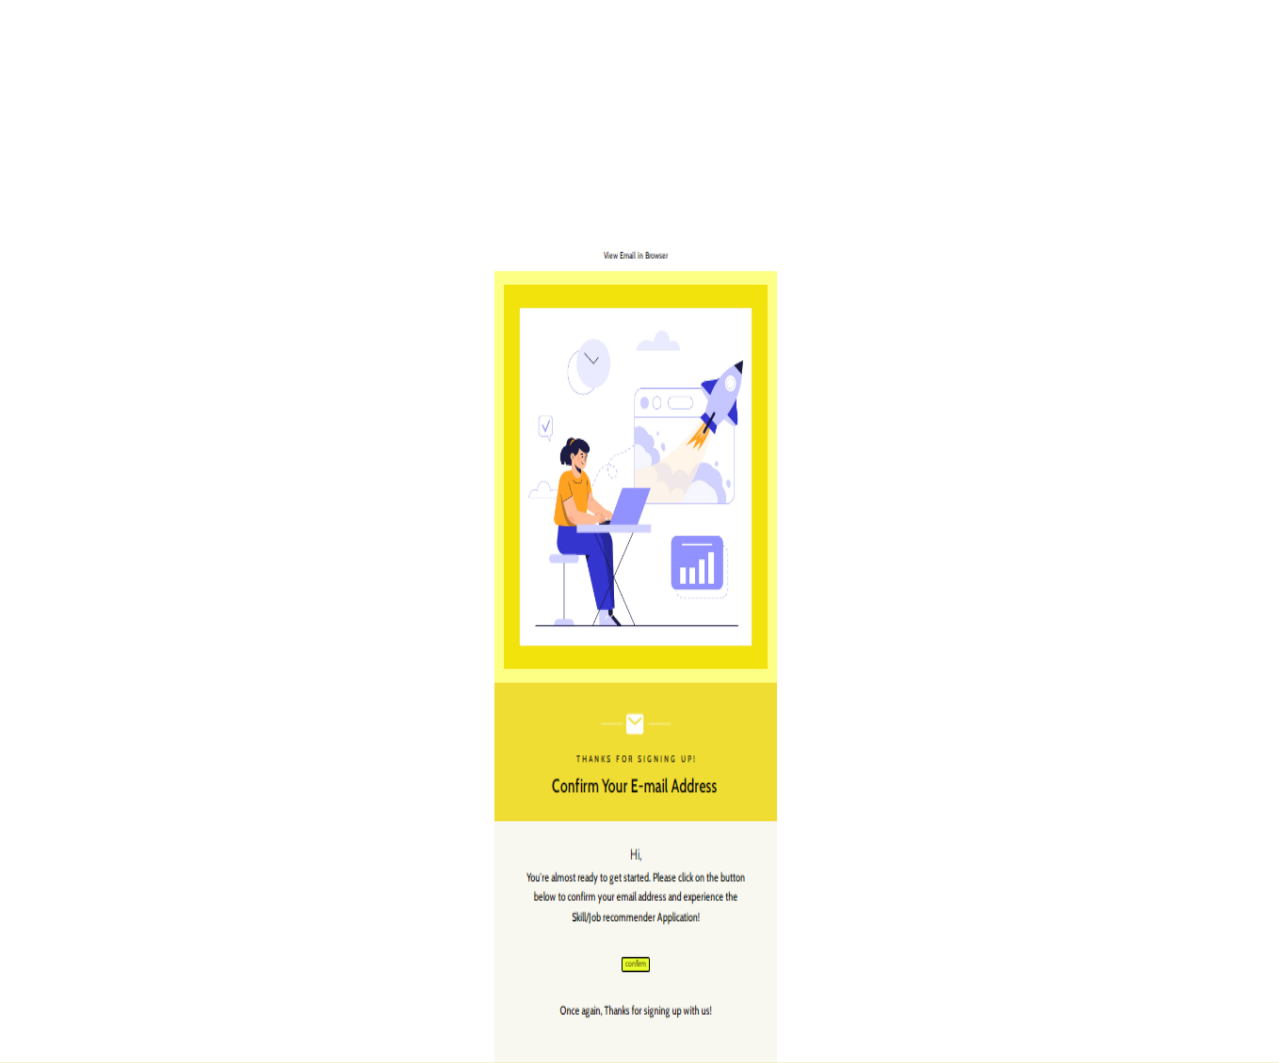 View Email in Browser
THANKS FOR SIGNING UP!
Confirm Your E-mail Address
Hi,
You're almost ready to get started. Please click on the button
below to confirm your email address and experience the
Skill/Job recommender Application!
confirm
Once again, Thanks for signing up with us!